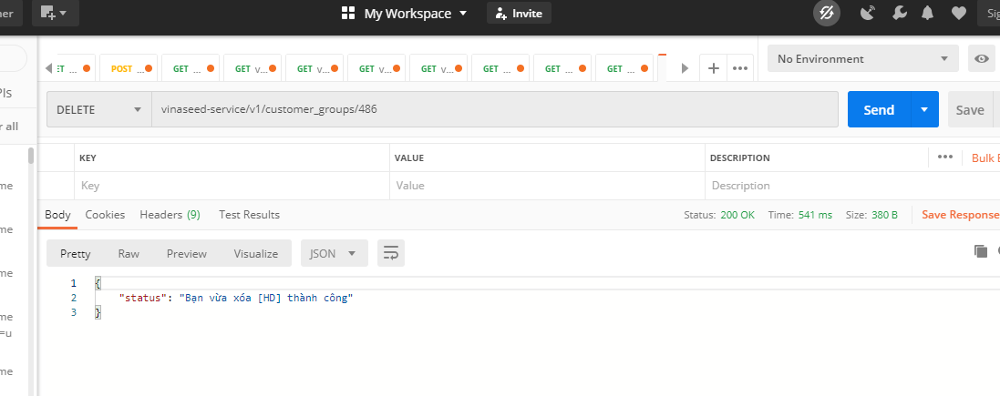 ner
My Workspace
Invite
Sig
ET ...
POST ...
GET ...
GET v...
GET v...
GET v...
GET v...
GET ...
GET ...
GET ...
No Environment
PIs
r all
DELETE
vinaseed-service/v1/customer_groups/486
Send
Save
KEY
VALUE
DESCRIPTION
Bulk E
me
Key
Value
Description
Body
Cookies
Headers (9)
Test Results
Status: 200 OK
Time: 541 ms
Size: 380 B
Save Response
me
Pretty
Raw
Preview
Visualize
JSON
me
1 {
2 "status": "Bạn vừa xóa [HD] thành công"
3 }
me
=u
me